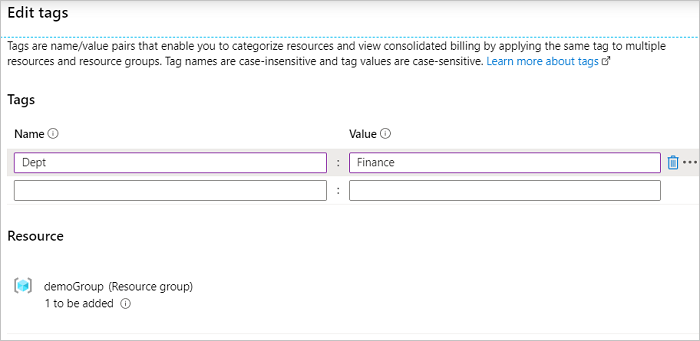 Edit tags
Tags are name/value pairs that enable you to categorize resources and view consolidated billing by applying the same tag to multiple
resources and resource groups. Tag names are case-insensitive and tag values are case-sensitive. Learn more about tags
Tags
Name Value
Dept : Finance
:
Resource
demoGroup (Resource group)
1 to be added